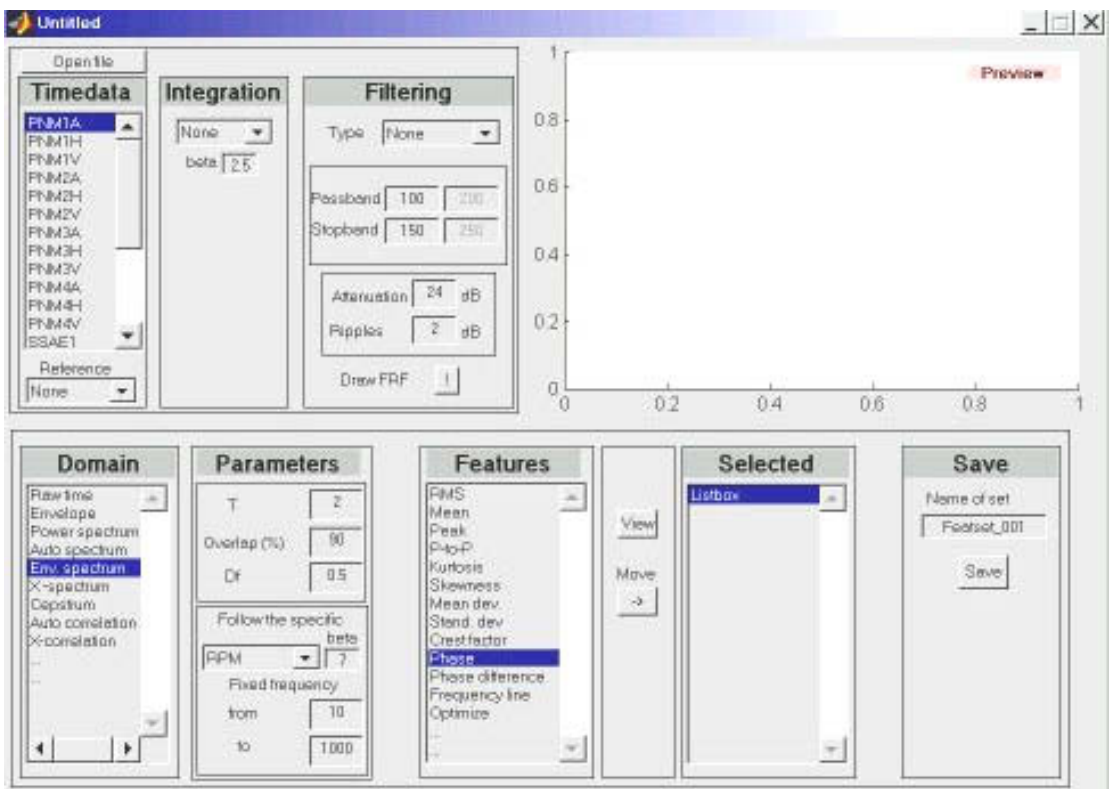 Untitled
Open file
Timedata
PNM1A
PNM1H
PNM1V
PNM2A
PNM2H
PNM2V
PNM3A
PNM3H
PNM3V
PNM4A
PNM4H
PNM4V
SSAE1
Reference
None
Integration
None
beta 2.5
Filtering
Type None
Passband 100 200
Stopband 150 250
Attenuation 24 dB
Ripples 2 dB
Draw FRF !
Preview
1
0.8
0.6
0.4
0.2
0
0 0.2 0.4 0.6 0.8 1
Domain
Raw time
Envelope
Power spectrum
Auto spectrum
Env. spectrum
X-spectrum
Cepstrum
Auto correlation
X-correlation
...
...
Parameters
T 2
Overlap (%) 90
Df 0.5
Follow the specific
beta
RPM 7
Fixed frequency
from 10
to 1000
Features
RMS
Mean
Peak
P-to-P
Kurtosis
Skewness
Mean dev.
Stand. dev
Crest factor
Phase
Phase difference
Frequency line
Optimize
...
...
View
Move
->
Selected
Listbox
Save
Name of set
Featset_001
Save